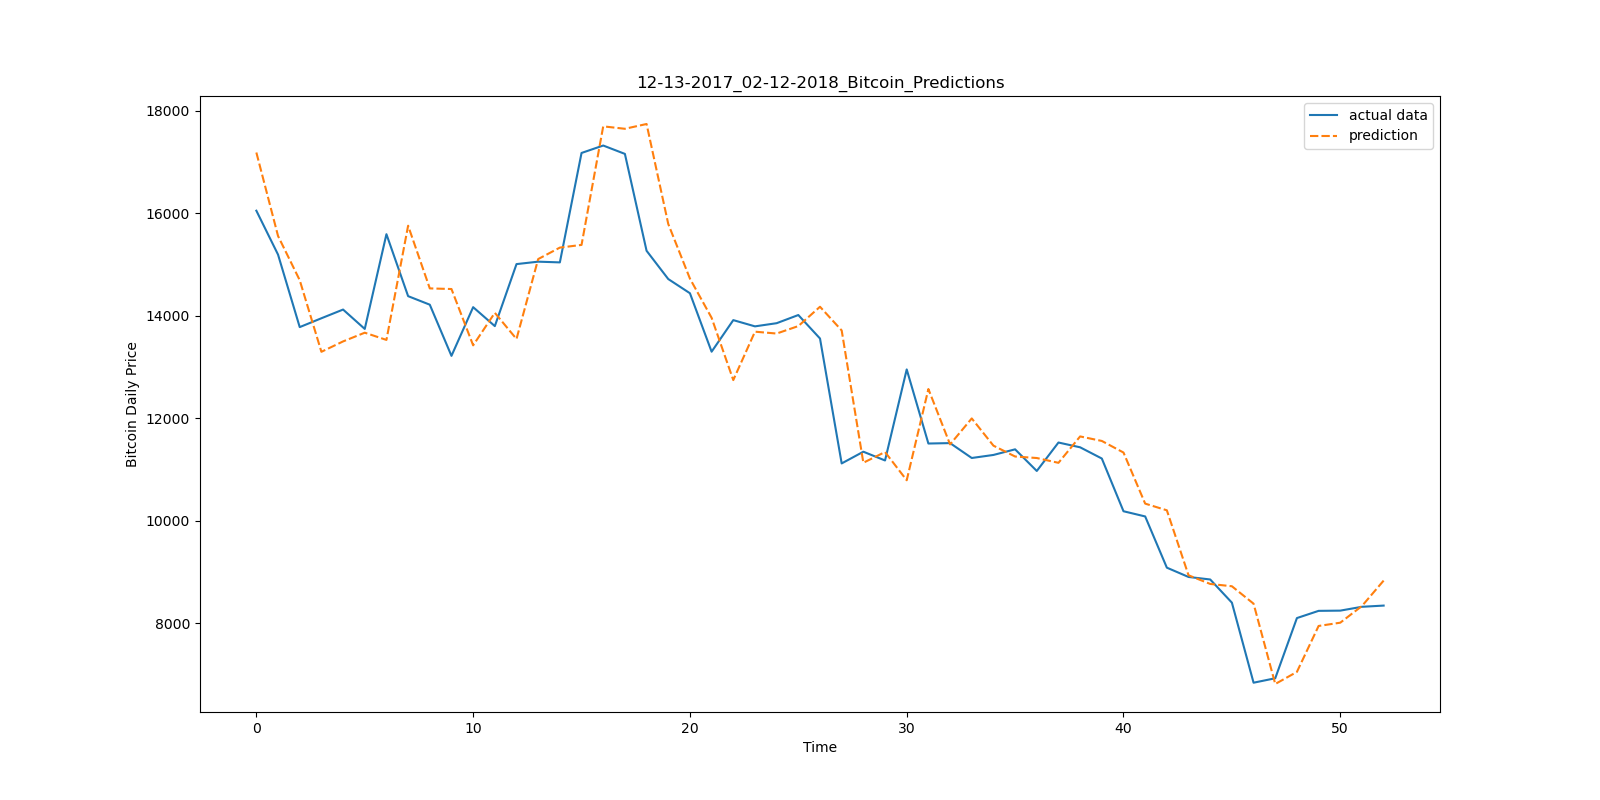 12-13-2017_02-12-2018_Bitcoin_Predictions
actual data
prediction
18000
16000
14000
12000
10000
8000
Bitcoin Daily Price
0 10 20 30 40 50
Time